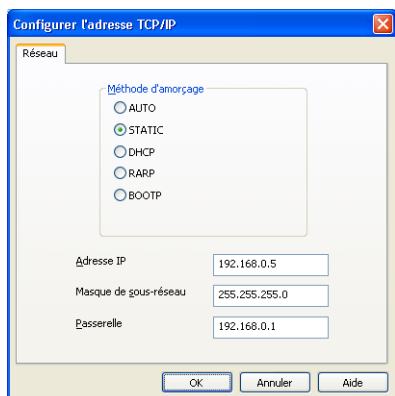 Configurer l'adresse TCP/IP
Réseau
Méthode d'amorçage
AUTO
STATIC
DHCP
RARP
BOOTP
Adresse IP 192.168.0.5
Masque de sous-réseau 255.255.255.0
Passerelle 192.168.0.1
OK Annuler Aide